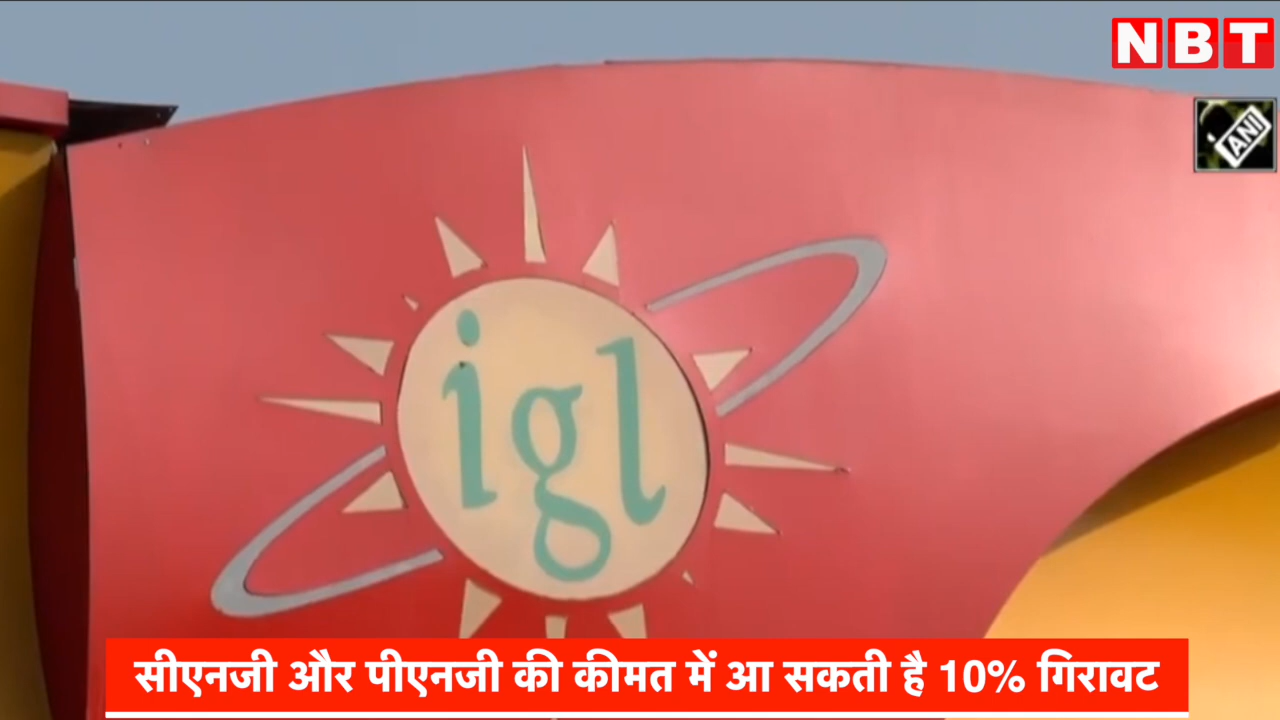 NBT
ANI
igl
सीएनजी और पीएनजी की कीमत में आ सकती है 10% गिरावट